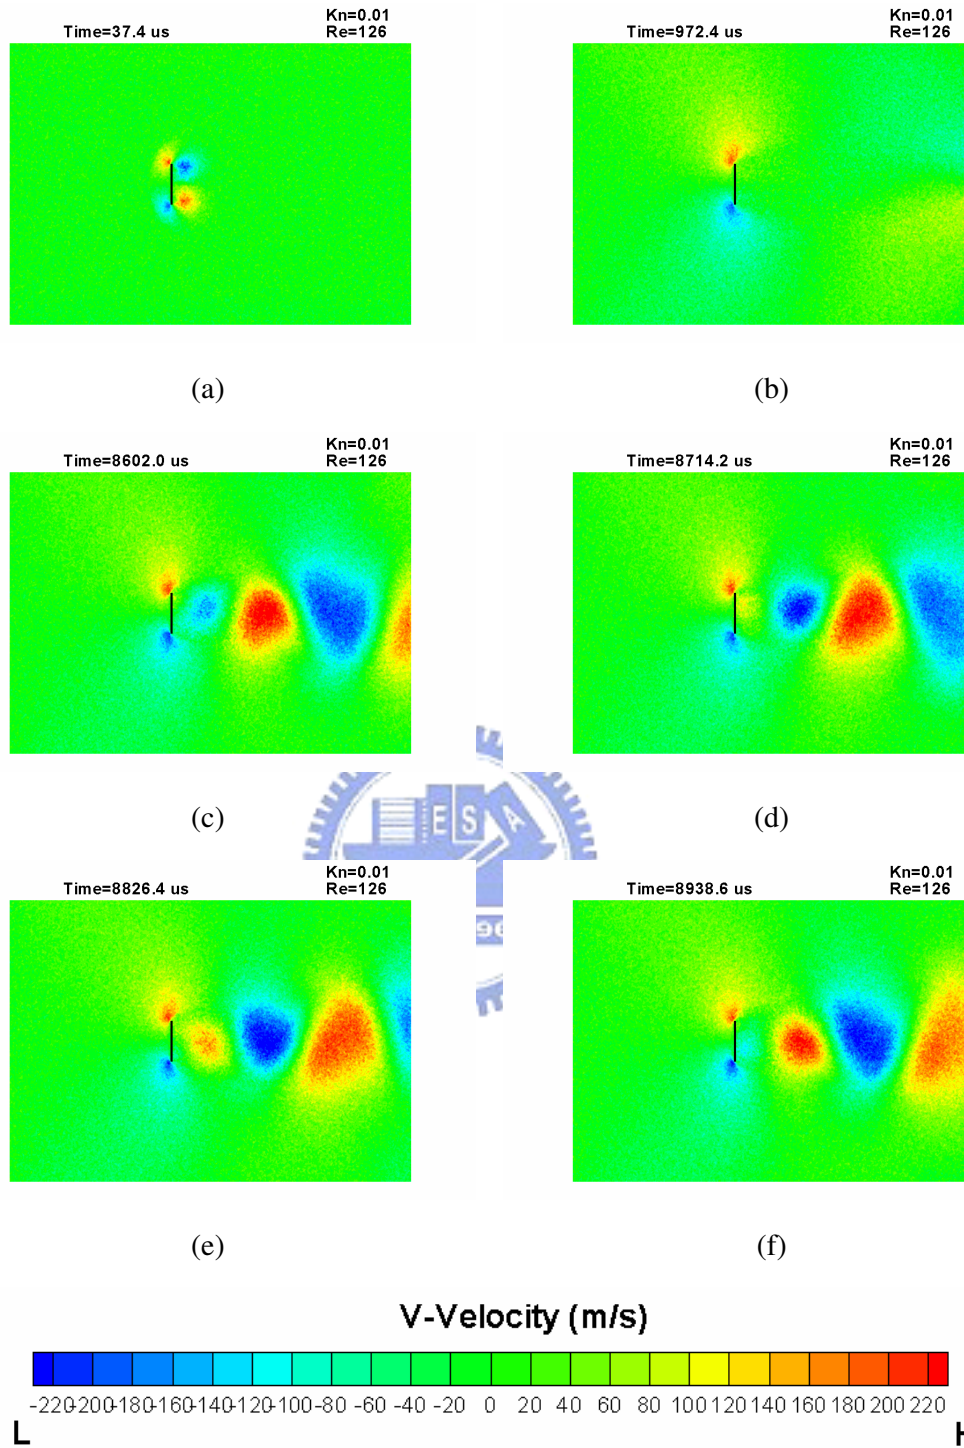 Time=37.4 us
Kn=0.01
Re=126
Time=972.4 us
Kn=0.01
Re=126
(a)
(b)
Time=8602.0 us
Kn=0.01
Re=126
Time=8714.2 us
Kn=0.01
Re=126
(c)
(d)
E S A
Time=8826.4 us
Kn=0.01
Re=126
Time=8938.6 us
Kn=0.01
Re=126
(e)
(f)
V-Velocity (m/s)
-220 -200 -180 -160 -140 -120 -100 -80 -60 -40 -20 0 20 40 60 80 100 120 140 160 180 200 220
L